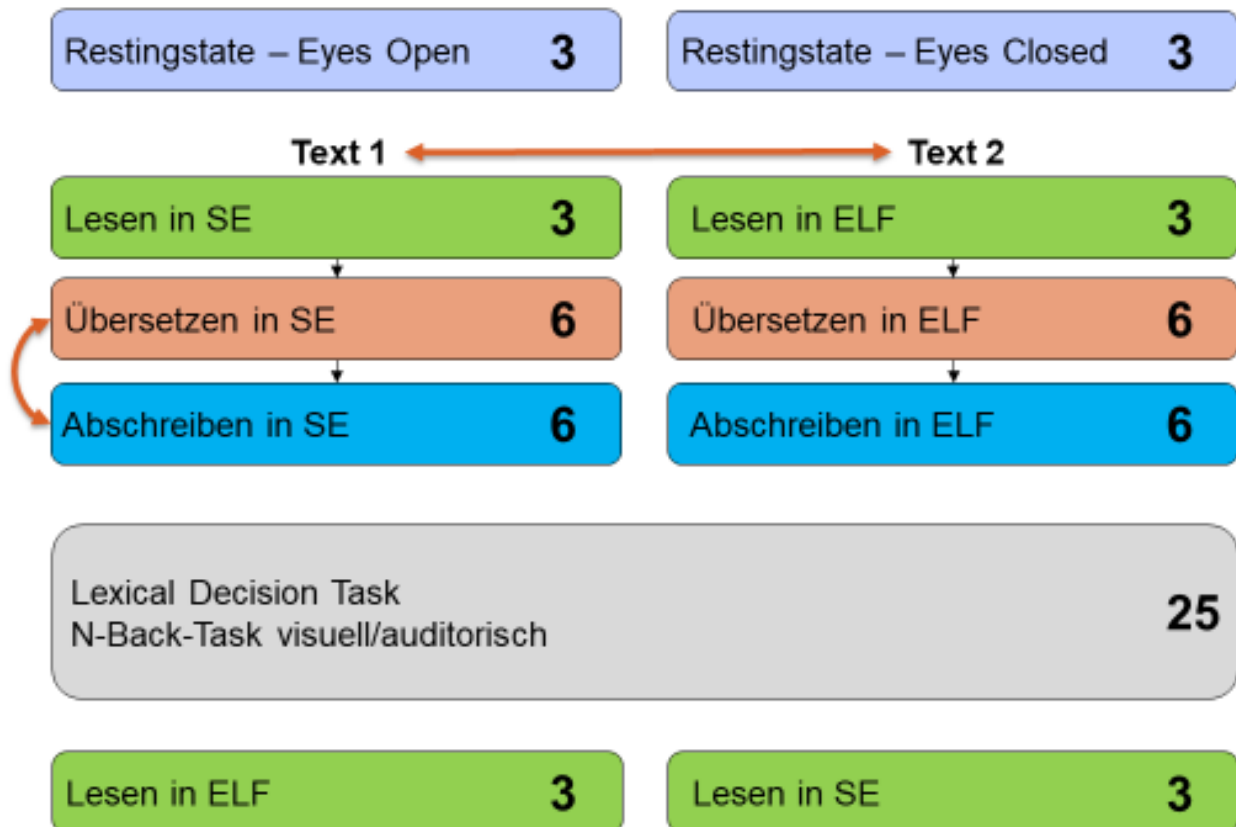 Restingstate – Eyes Open 3
Restingstate – Eyes Closed 3
Text 1
Text 2
Lesen in SE 3
Lesen in ELF 3
Übersetzen in SE 6
Übersetzen in ELF 6
Abschreiben in SE 6
Abschreiben in ELF 6
Lexical Decision Task
N-Back-Task visuell/auditorisch
25
Lesen in ELF 3
Lesen in SE 3